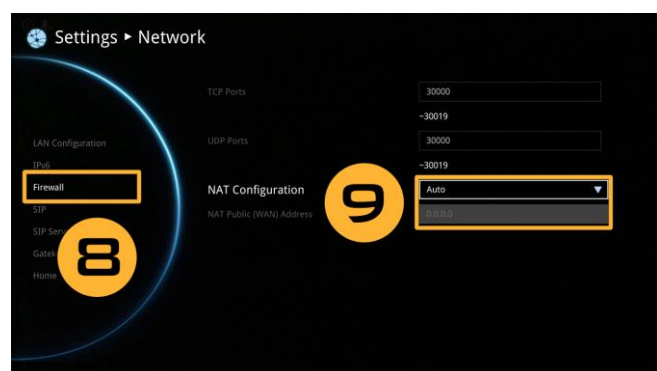 Settings ▸ Network
TCP Ports
30000
~30019
LAN Configuration
UDP Ports
30000
IPv6
~30019
Firewall
NAT Configuration
Auto
SIP
NAT Public (WAN) Address
0.0.0.0
SIP
Home
8
9